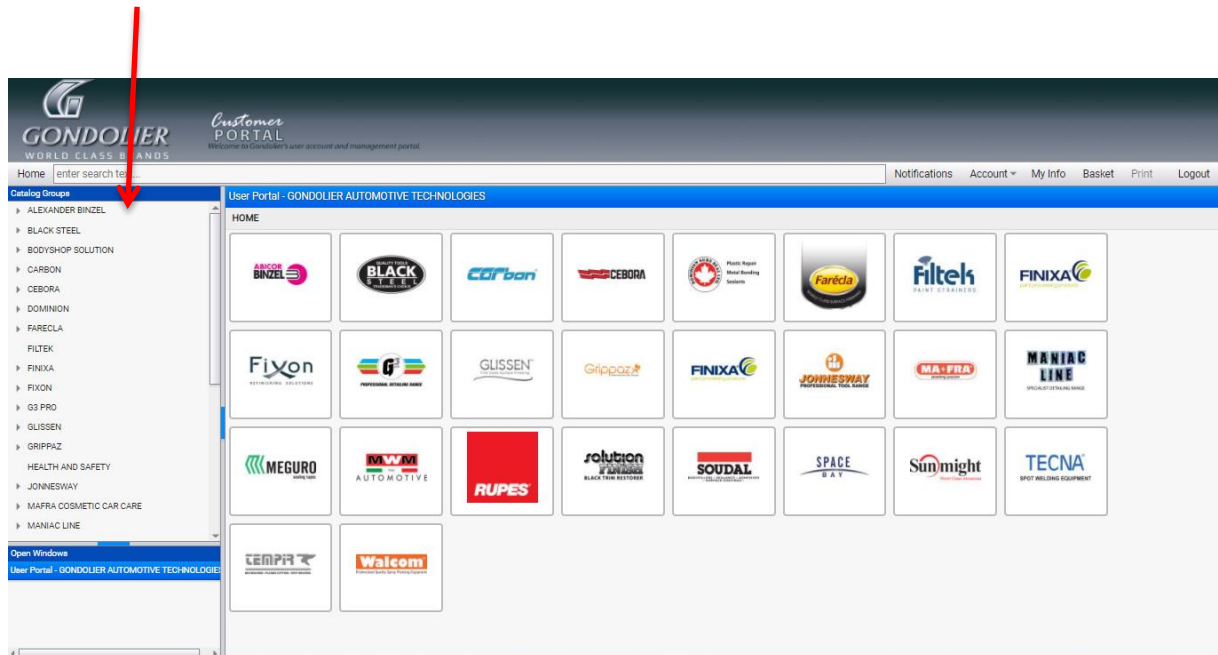 GONDOLIER
WORLD CLASS BRANDS
Customer
PORTAL
Welcome to Gondolier's user account and management portal.
Home enter search text... Notifications Account My Info Basket Print Logout
Catalog Groups
ALEXANDER BINZEL
BLACK STEEL
BODYSHOP SOLUTION
CARBON
CEBORA
DOMINION
FARECLA
FILTEK
FINIXA
FIXON
G3 PRO
GLISSEN
GRIPPAZ
HEALTH AND SAFETY
JONNESWAY
MAFRA COSMETIC CAR CARE
MANIAC LINE
Open Windows
User Portal - GONDOLIER AUTOMOTIVE TECHNOLOGIE
User Portal - GONDOLIER AUTOMOTIVE TECHNOLOGIES
HOME
ABICOR
BINZEL
QUALITY TOOLS
BLACK
STEEL
Carbon
CEBORA
Plastic Repair
Metal Bonding
Sealants
Farécla
Filtek
PAINT STRAINERS
FINIXA
Fixon
REFINISHING SOLUTIONS
G3
PROFESSIONAL DETAILING RANGE
GLISSEN
Grippaz
FINIXA
JONNESWAY
PROFESSIONAL TOOL RANGE
MA-FRA
MANIAC
LINE
SPECIALIST DETAILING RANGE
MEGURO
MWM
AUTOMOTIVE
RUPES
solution
FINISH
BLACK TRIM RESTORER
SOUDAL
SPACE
BAY
Sunmight
TECNA
SPOT WELDING EQUIPMENT
TEMPIR
Walcom